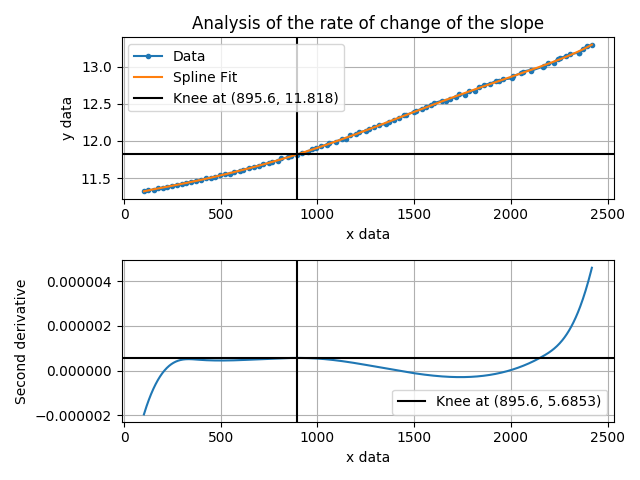 Analysis of the rate of change of the slope
Data
Spline Fit
Knee at (895.6, 11.818)
y data
13.0
12.5
12.0
11.5
0 500 1000 1500 2000 2500
x data
Second derivative
0.000004
0.000002
0.000000
−0.000002
Knee at (895.6, 5.6853)
0 500 1000 1500 2000 2500
x data